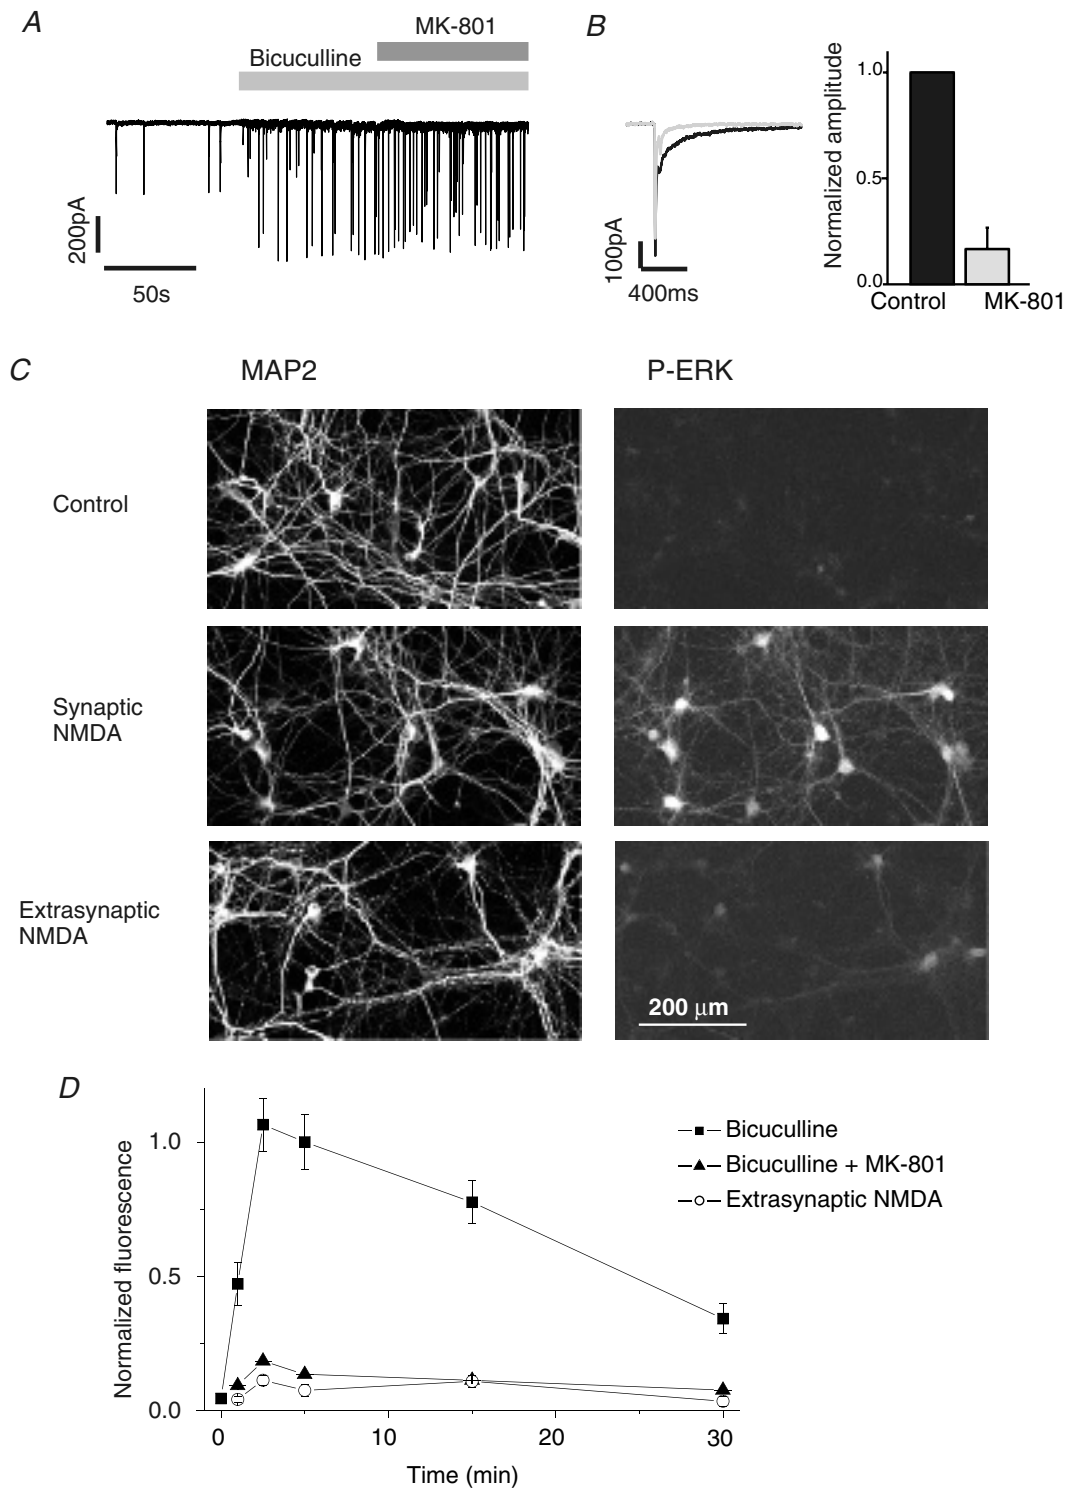 A
MK-801
Bicuculline
200pA
50s
B
100pA
400ms
Normalized amplitude
1.0
0.5
0.0
Control
MK-801
C
MAP2
P-ERK
Control
Synaptic
NMDA
Extrasynaptic
NMDA
200 μm
D
Normalized fluorescence
1.0
0.5
0.0
0
10
20
30
Time (min)
Bicuculline
Bicuculline + MK-801
Extrasynaptic NMDA